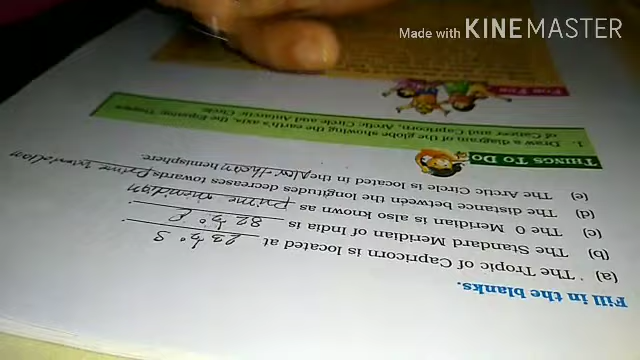 Made with KINEMASTER
Fill in the blanks.
(a) The Tropic of Capricorn is located at 23½° S.
(b) The Standard Meridian of India is 82½° E.
(c) The 0 Meridian is also known as prime meridian
(d) The distance between the longitudes decreases towards
(e) The Arctic Circle is located in the hemisphere.
THINGS TO DO
1. Draw a diagram of the globe showing the earth's axis, the Equator, Tropics
of Cancer and Capricorn, Arctic Circle and Antarctic Circle.
FOR FUN